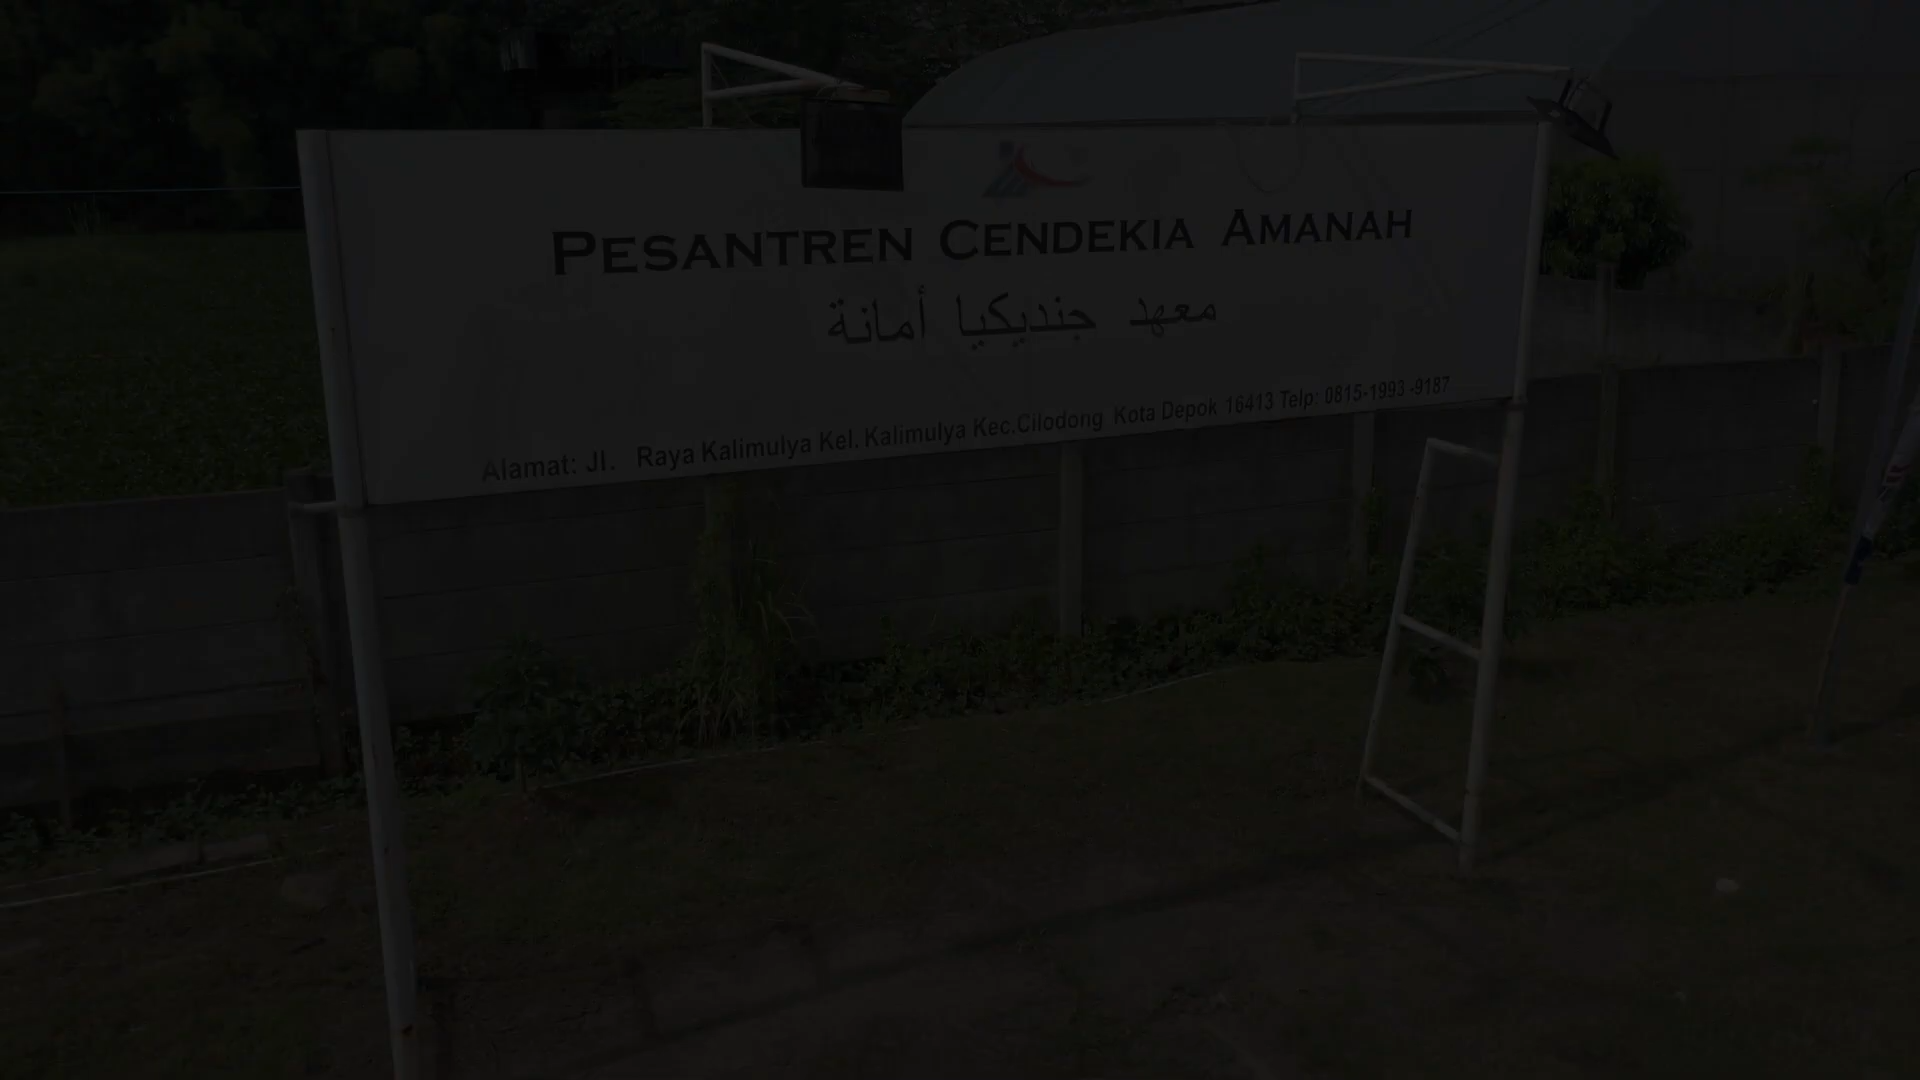 PESANTREN CENDEKIA AMANAH
معهد جنديكيا أمانة
Alamat: Jl. Raya Kalimulya Kel. Kalimulya Kec.Cilodong Kota Depok 16413 Telp: 0815-1993 -9187